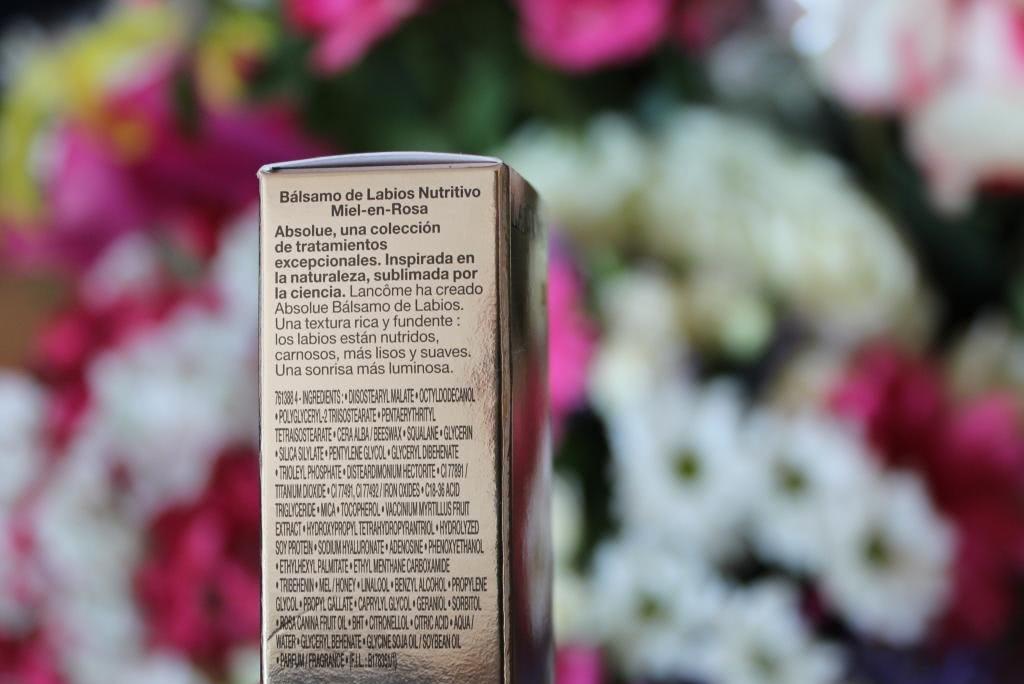 Bálsamo de Labios Nutritivo
Miel-en-Rosa
Absolue, una colección
de tratamientos
excepcionales. Inspirada en
la naturaleza, sublimada por
la ciencia. Lancôme ha creado
Absolue Bálsamo de Labios.
Una textura rica y fundente :
los labios están nutridos,
carnosos, más lisos y suaves.
Una sonrisa más luminosa.
761388 4 - INGREDIENTS : • DIISOSTEARYL MALATE • OCTYLDODECANOL
• POLYGLYCERYL-2 TRIISOSTEARATE • PENTAERYTHRITYL
TETRAISOSTEARATE • CERA ALBA / BEESWAX • SQUALANE • GLYCERIN
• SILICA SILYLATE • PENTYLENE GLYCOL • GLYCERYL DIBEHENATE
• TRIOLEYL PHOSPHATE • DISTEARDIMONIUM HECTORITE • CI 77891 /
TITANIUM DIOXIDE • CI 77491, CI 77492 / IRON OXIDES • C18-36 ACID
TRIGLYCERIDE • MICA • TOCOPHEROL • VACCINIUM MYRTILLUS FRUIT
EXTRACT • HYDROXYPROPYL TETRAHYDROPYRANTRIOL • HYDROLYZED
SOY PROTEIN • SODIUM HYALURONATE • ADENOSINE • PHENOXYETHANOL
• ETHYLHEXYL PALMITATE • ETHYL MENTHANE CARBOXAMIDE
• TRIBEHENIN • MEL / HONEY • LINALOOL • BENZYL ALCOHOL • PROPYLENE
GLYCOL • PROPYL GALLATE • CAPRYLYL GLYCOL • GERANIOL • SORBITOL
• ROSA CANINA FRUIT OIL • BHT • CITRONELLOL • CITRIC ACID • AQUA /
WATER • GLYCERYL BEHENATE • GLYCINE SOJA OIL / SOYBEAN OIL
• PARFUM / FRAGRANCE • (F.I.L. :